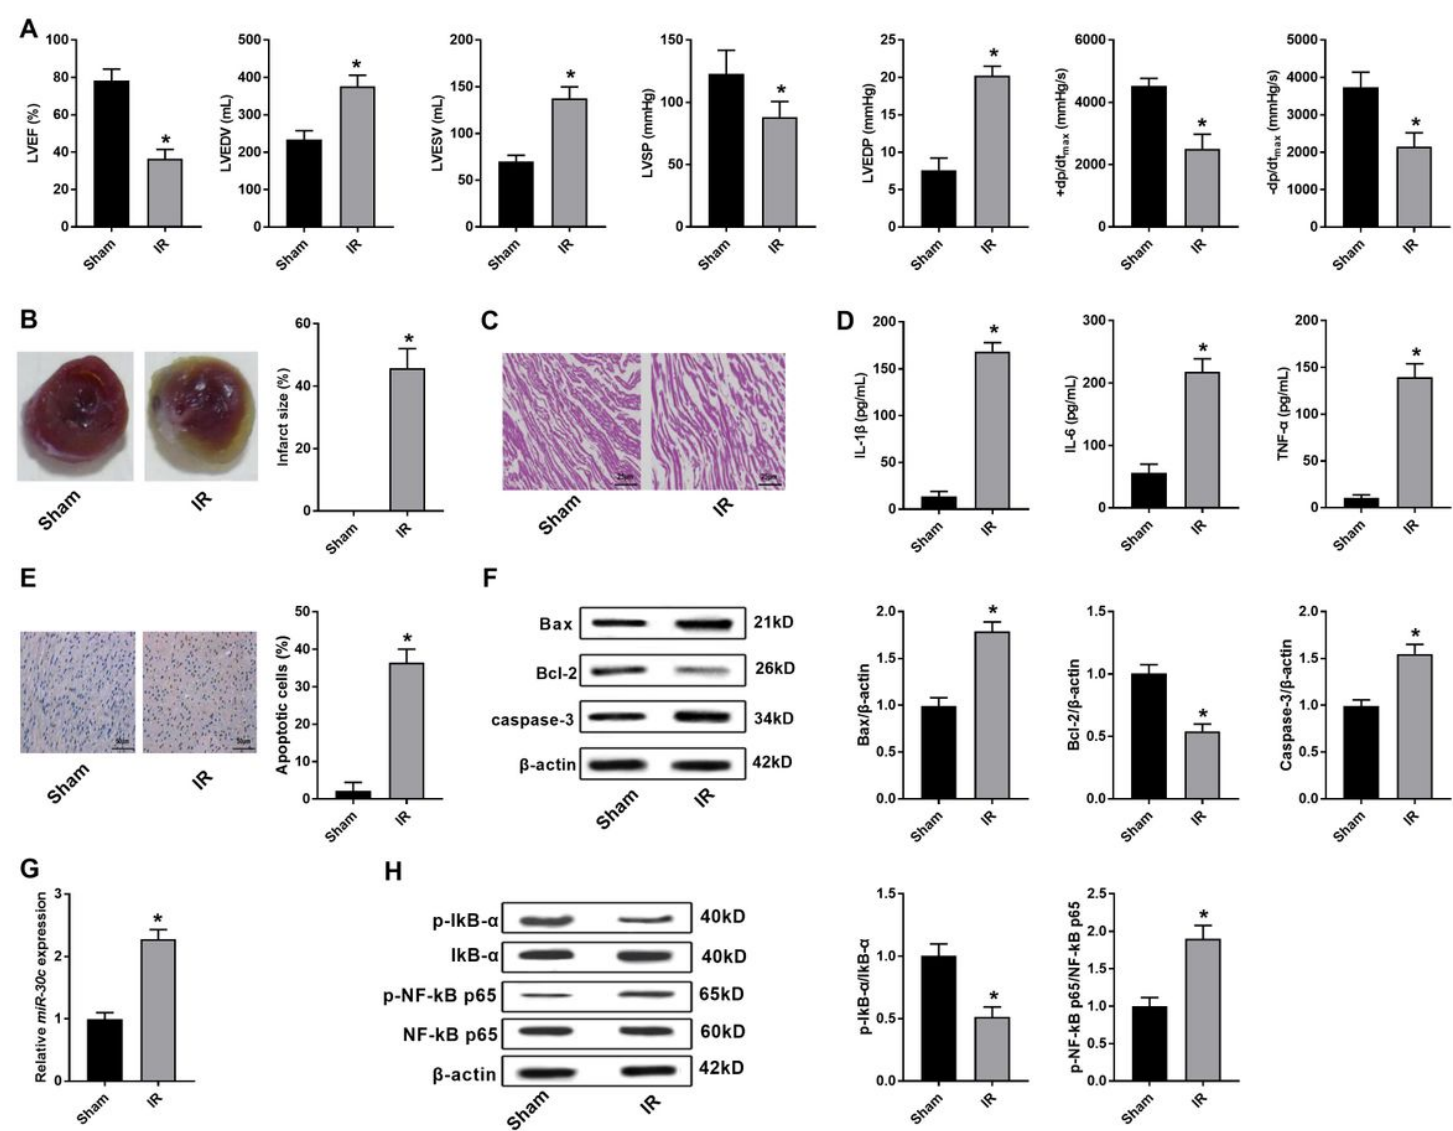 A
LVEF (%)
100
80
60
40
20
0
*
Sham
IR
LVEDV (mL)
500
400
300
200
100
0
*
Sham
IR
LVESV (mL)
200
150
100
50
0
*
Sham
IR
LVSP (mmHg)
150
100
50
0
*
Sham
IR
LVEDP (mmHg)
25
20
15
10
5
0
*
Sham
IR
+dp/dtmax (mmHg/s)
6000
4000
2000
0
*
Sham
IR
-dp/dtmax (mmHg/s)
5000
4000
3000
2000
1000
0
*
Sham
IR
B
Sham
IR
Infarct size (%)
60
40
20
0
*
Sham
IR
C
25μm
25μm
Sham
IR
D
IL-1β (pg/mL)
200
150
100
50
0
*
Sham
IR
IL-6 (pg/mL)
300
200
100
0
*
Sham
IR
TNF-α (pg/mL)
200
150
100
50
0
*
Sham
IR
E
50μm
50μm
Sham
IR
Apoptotic cells (%)
50
40
30
20
10
0
*
Sham
IR
F
Bax
21kD
Bcl-2
26kD
caspase-3
34kD
β-actin
42kD
Sham
IR
Bax/β-actin
2.0
1.5
1.0
0.5
0.0
*
Sham
IR
Bcl-2/β-actin
1.5
1.0
0.5
0.0
*
Sham
IR
Caspase-3/β-actin
2.0
1.5
1.0
0.5
0.0
*
Sham
IR
G
Relative miR-30c expression
3
2
1
0
*
Sham
IR
H
p-IkB-α
40kD
IkB-α
40kD
p-NF-kB p65
65kD
NF-kB p65
60kD
β-actin
42kD
Sham
IR
p-IkB-α/IkB-α
1.5
1.0
0.5
0.0
*
Sham
IR
p-NF-kB p65/NF-kB p65
2.5
2.0
1.5
1.0
0.5
0.0
*
Sham
IR